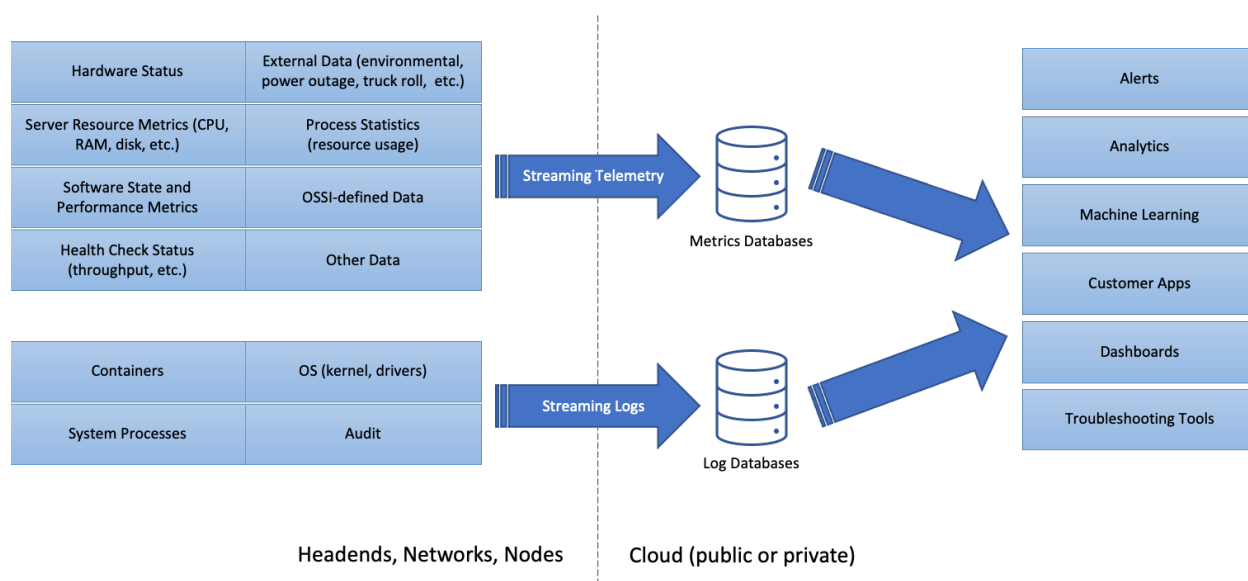 Hardware Status
External Data (environmental,
power outage, truck roll,  etc.)
Server Resource Metrics (CPU,
RAM, disk, etc.)
Process Statistics
(resource usage)
Software State and
Performance Metrics
OSSI-defined Data
Health Check Status
(throughput, etc.)
Other Data
Streaming Telemetry
Metrics Databases
Containers
OS (kernel, drivers)
System Processes
Audit
Streaming Logs
Log Databases
Alerts
Analytics
Machine Learning
Customer Apps
Dashboards
Troubleshooting Tools
Headends, Networks, Nodes
Cloud (public or private)